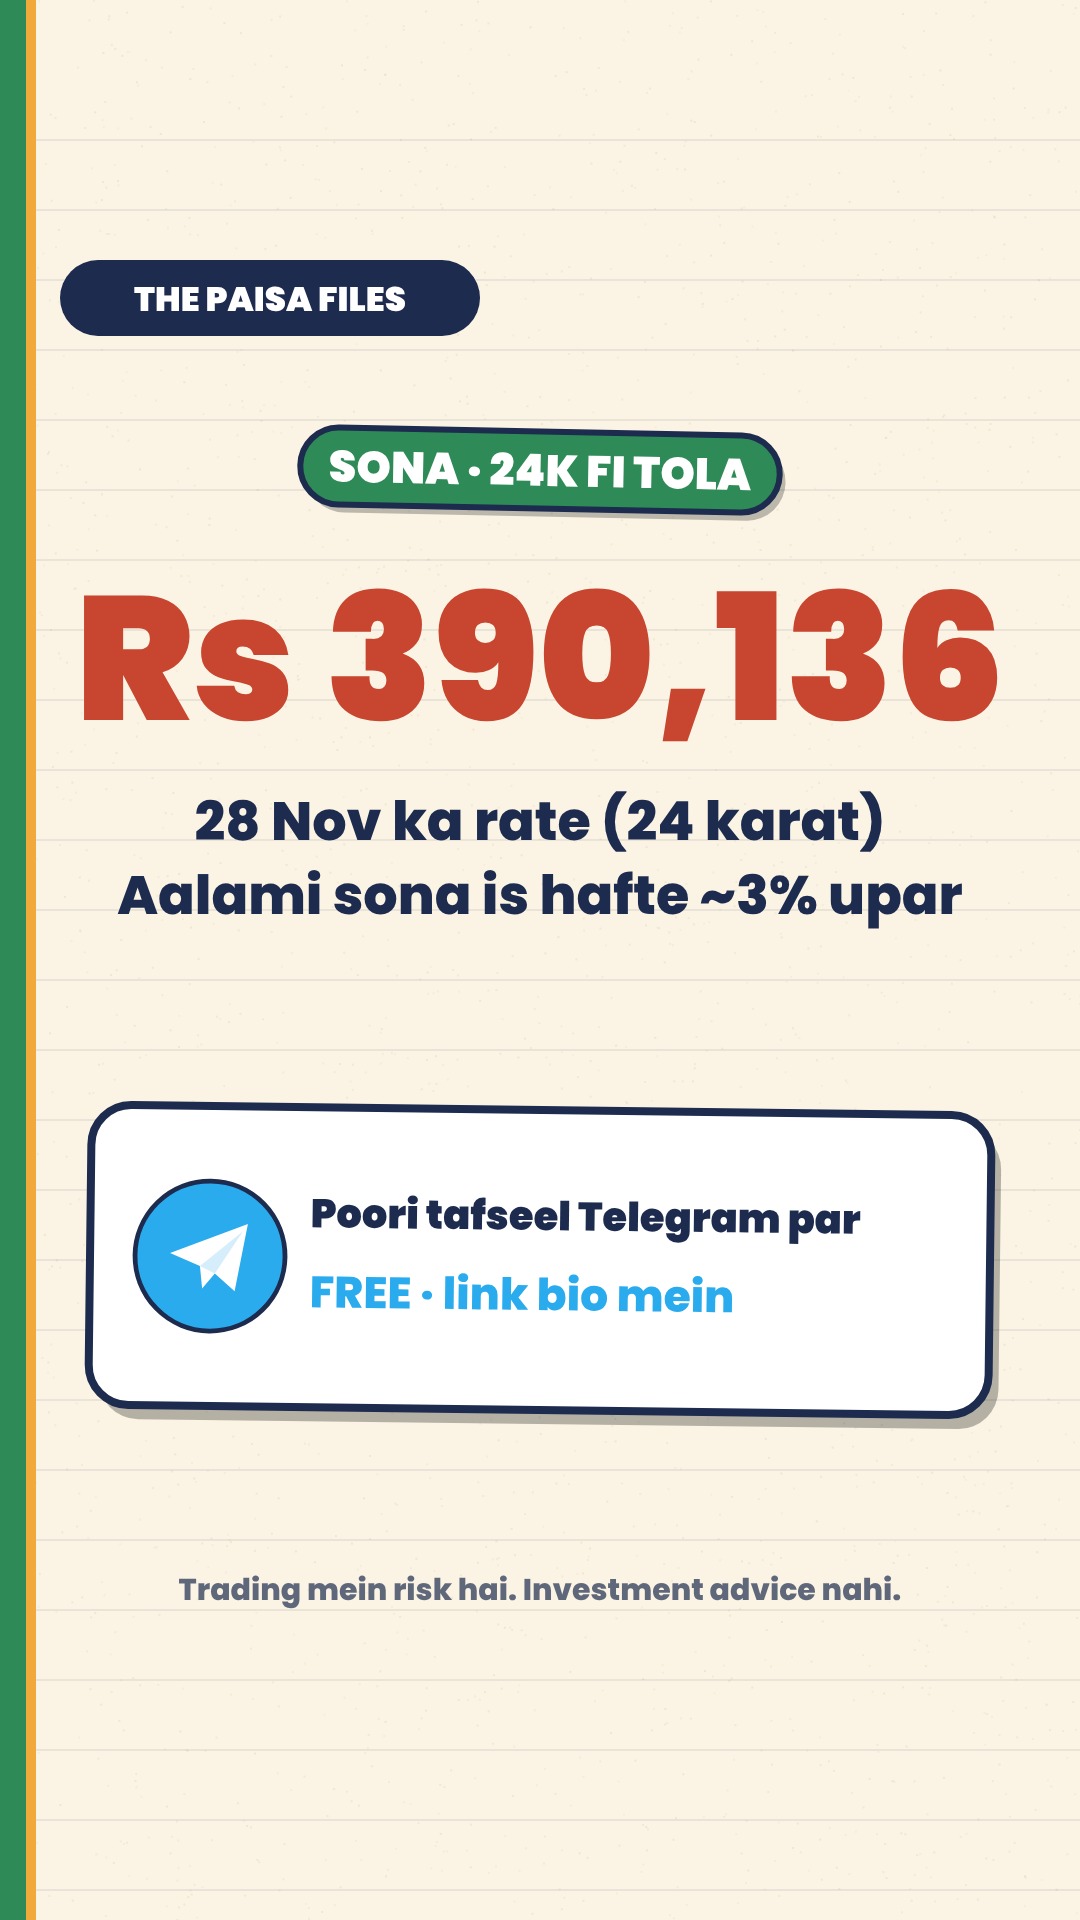 THE PAISA FILES
SONA · 24K FI TOLA
Rs 390,136
28 Nov ka rate (24 karat)
Aalami sona is hafte ~3% upar
Poori tafseel Telegram par
FREE · link bio mein
Trading mein risk hai. Investment advice nahi.